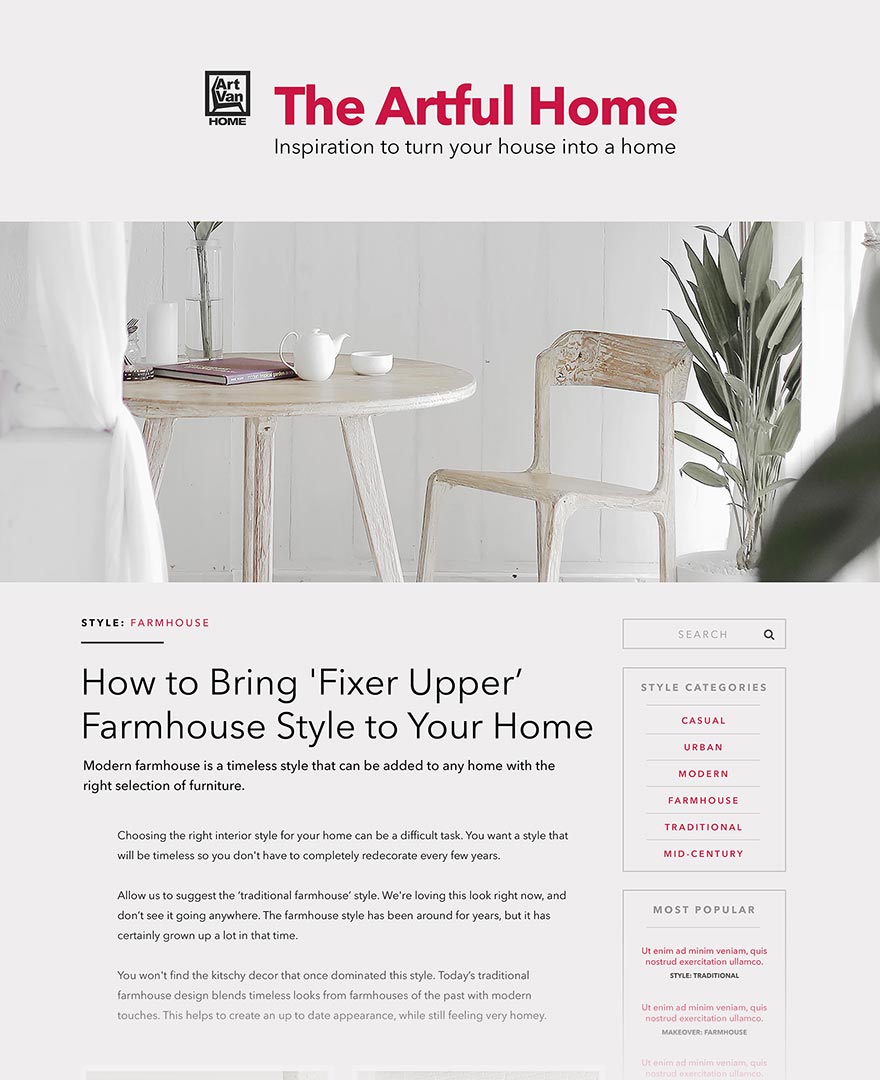 Art
Van
HOME
The Artful Home
Inspiration to turn your house into a home
STYLE: FARMHOUSE
How to Bring 'Fixer Upper’
Farmhouse Style to Your Home
Modern farmhouse is a timeless style that can be added to any home with the
right selection of furniture.
Choosing the right interior style for your home can be a difficult task. You want a style that
will be timeless so you don't have to completely redecorate every few years.
Allow us to suggest the ‘traditional farmhouse’ style. We're loving this look right now, and
don’t see it going anywhere. The farmhouse style has been around for years, but it has
certainly grown up a lot in that time.
You won't find the kitschy decor that once dominated this style. Today’s traditional
farmhouse design blends timeless looks from farmhouses of the past with modern
touches. This helps to create an up to date appearance, while still feeling very homey.
SEARCH
STYLE CATEGORIES
CASUAL
URBAN
MODERN
FARMHOUSE
TRADITIONAL
MID-CENTURY
MOST POPULAR
Ut enim ad minim veniam, quis
nostrud exercitation ullamco.
STYLE: TRADITIONAL
Ut enim ad minim veniam, quis
nostrud exercitation ullamco.
MAKEOVER: FARMHOUSE
Ut enim ad minim veniam, quis
nostrud exercitation ullamco.